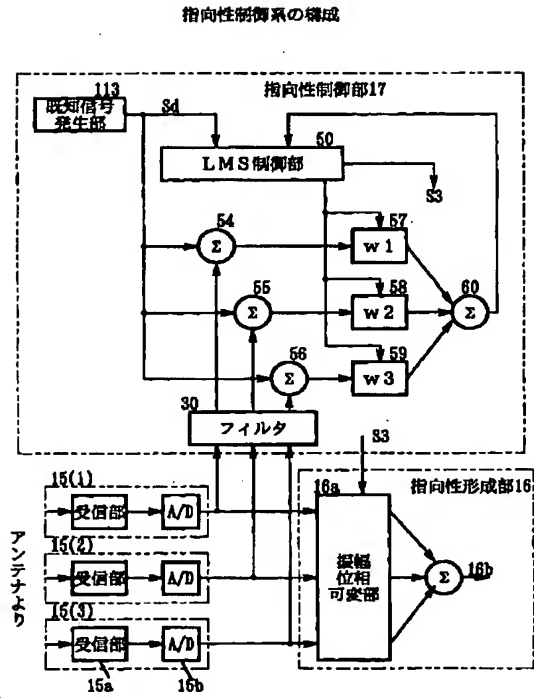 指向性制御系の構成
指向性制御部17
113
既知信号
発生部
Sd
50
LMS制御部
S3
54
Σ
57
w1
55
Σ
58
w2
60
Σ
56
Σ
59
w3
30
フィルタ
S3
指向性形成部16
16a
振幅
位相
可変部
Σ
16b
アンテナより
15(1)
受信部
A/D
15(2)
受信部
A/D
15(3)
受信部
A/D
15a
15b